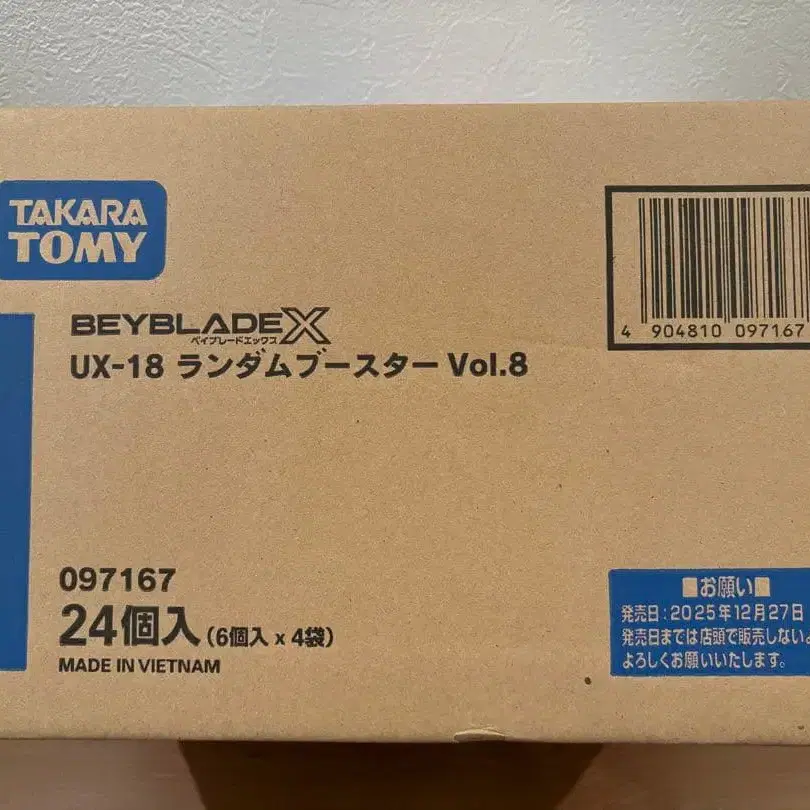 TAKARA
TOMY
BEYBLADE X
ベイブレードエックス
UX-18 ランダムブースター Vol.8
4 904810 097167
097167
24個入 (6個入 x 4袋)
MADE IN VIETNAM
■お願い■
発売日:2025年12月27日
発売日までは店頭で販売しない
よろしくお願いいたします。